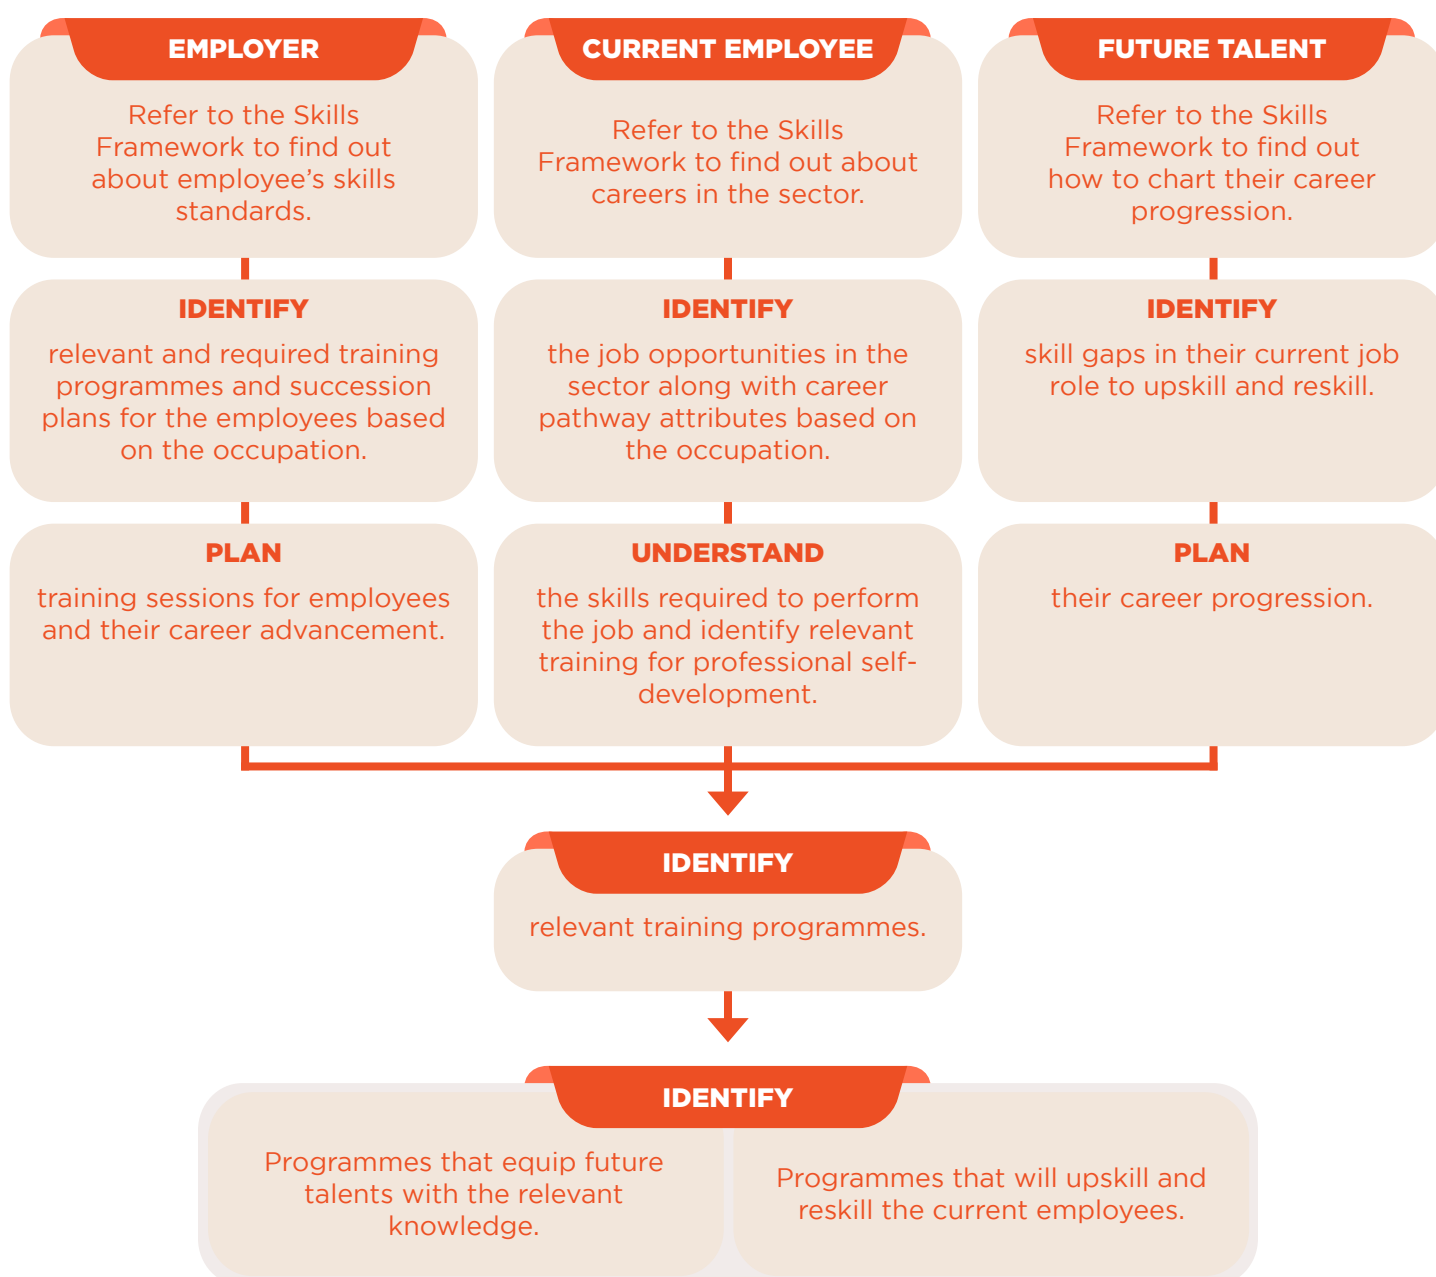 EMPLOYER
Refer to the Skills
Framework to find out
about employee’s skills
standards.
IDENTIFY
relevant and required training
programmes and succession
plans for the employees based
on the occupation.
PLAN
training sessions for employees
and their career advancement.
CURRENT EMPLOYEE
Refer to the Skills
Framework to find out about
careers in the sector.
IDENTIFY
the job opportunities in the
sector along with career
pathway attributes based on
the occupation.
UNDERSTAND
the skills required to perform
the job and identify relevant
training for professional self-
development.
FUTURE TALENT
Refer to the Skills
Framework to find out
how to chart their career
progression.
IDENTIFY
skill gaps in their current job
role to upskill and reskill.
PLAN
their career progression.
IDENTIFY
relevant training programmes.
IDENTIFY
Programmes that equip future
talents with the relevant
knowledge.
Programmes that will upskill and
reskill the current employees.